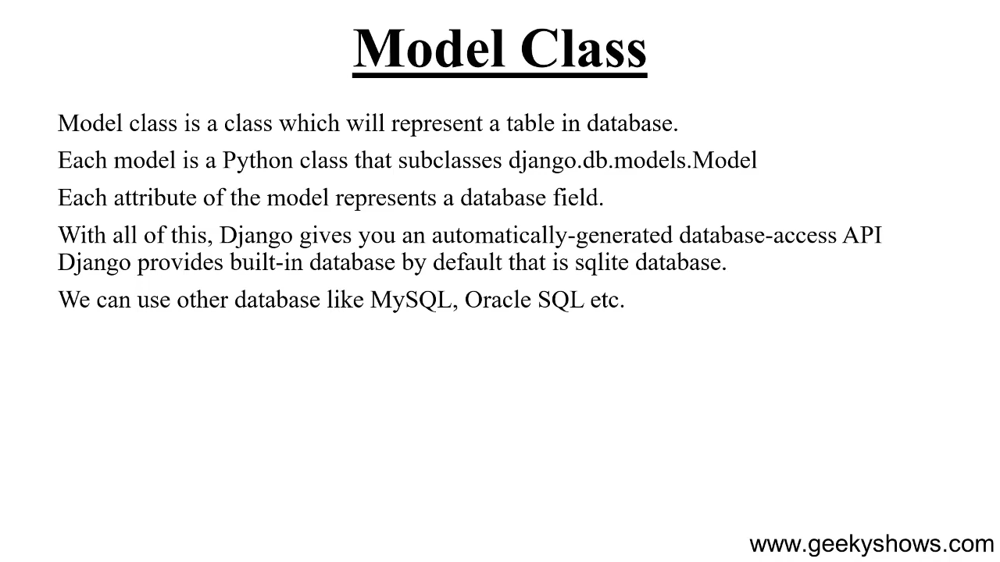 Model Class
Model class is a class which will represent a table in database.
Each model is a Python class that subclasses django.db.models.Model
Each attribute of the model represents a database field.
With all of this, Django gives you an automatically-generated database-access API
Django provides built-in database by default that is sqlite database.
We can use other database like MySQL, Oracle SQL etc.
www.geekyshows.com